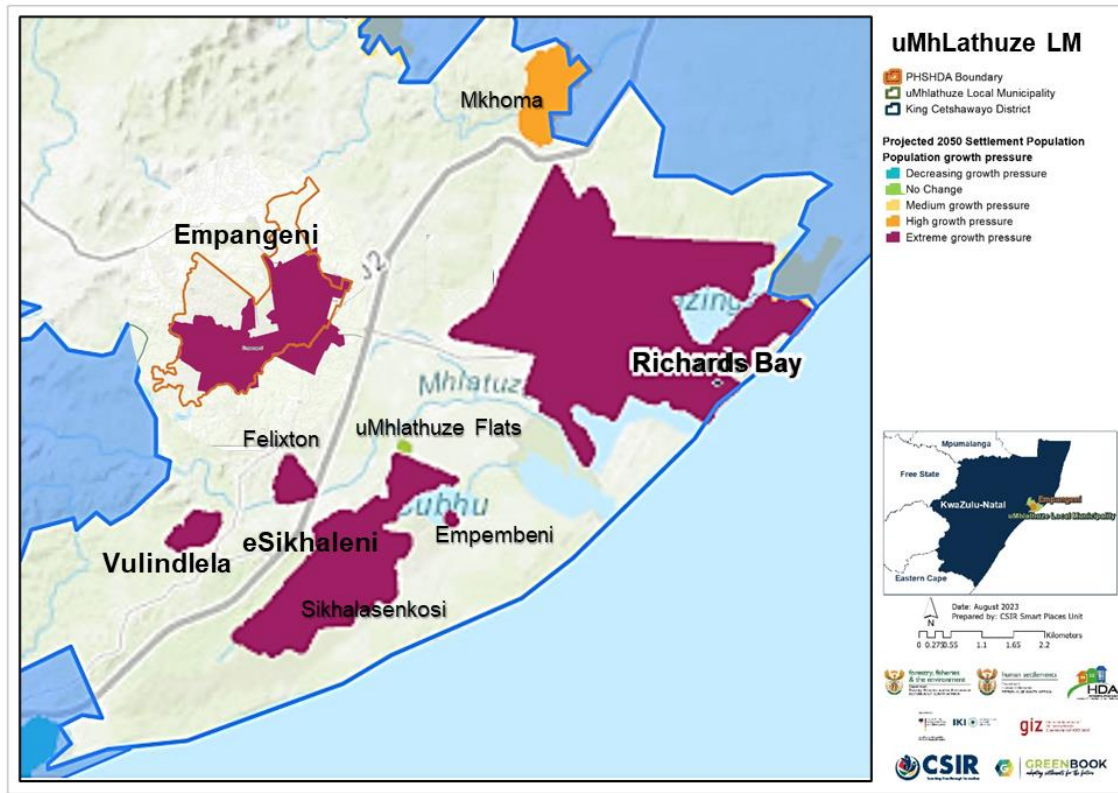 uMhLathuze LM
PHSHDA Boundary
uMhlathuze Local Municipality
King Cetshawayo District
Projected 2050 Settlement Population
Population growth pressure
Decreasing growth pressure
No Change
Medium growth pressure
High growth pressure
Extreme growth pressure
Mkhoma
Empangeni
Richards Bay
Mhlatuz
Felixton
uMhlathuze Flats
Cubhu
Empembeni
eSikhaleni
Vulindlela
Sikhalasenkosi
Mpumalanga
Free State
KwaZulu-Natal
Empangeni
uMhlathuze Local Municipality
Eastern Cape
N
Date: August 2023
Prepared by: CSIR Smart Places Unit
Kilometers
0 0.275 0.55 1.1 1.65 2.2
forestry, fisheries
& the environment
human settlements
HDA
IKI
giz
CSIR
GREENBOOK